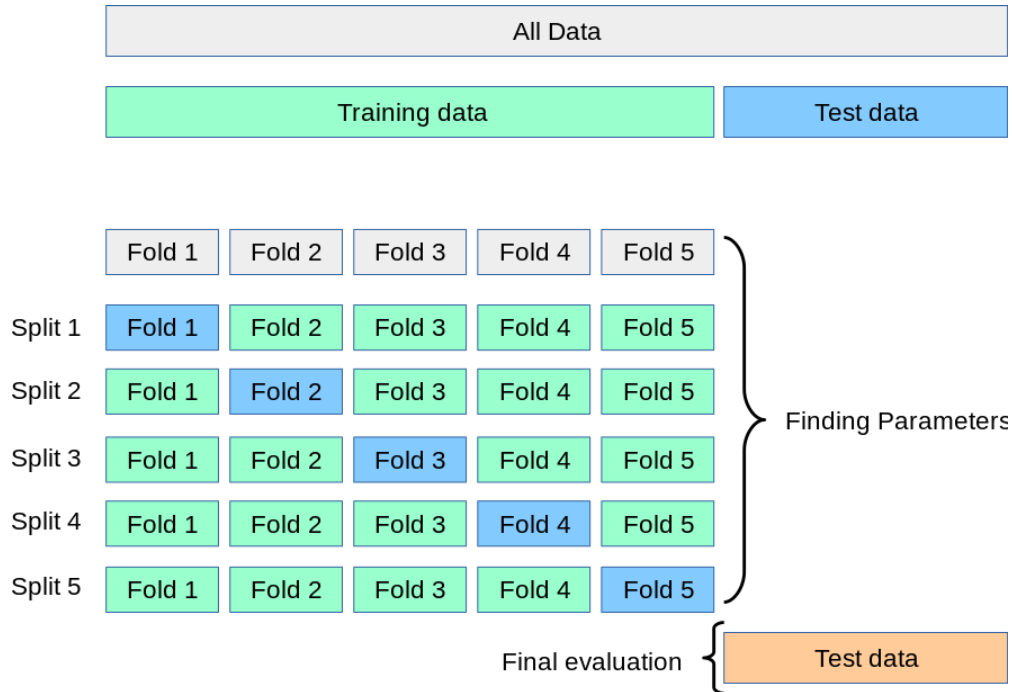 All Data
Training data Test data
Fold 1 Fold 2 Fold 3 Fold 4 Fold 5
Split 1 Fold 1 Fold 2 Fold 3 Fold 4 Fold 5
Split 2 Fold 1 Fold 2 Fold 3 Fold 4 Fold 5
Finding Parameters
Split 3 Fold 1 Fold 2 Fold 3 Fold 4 Fold 5
Split 4 Fold 1 Fold 2 Fold 3 Fold 4 Fold 5
Split 5 Fold 1 Fold 2 Fold 3 Fold 4 Fold 5
Final evaluation Test data